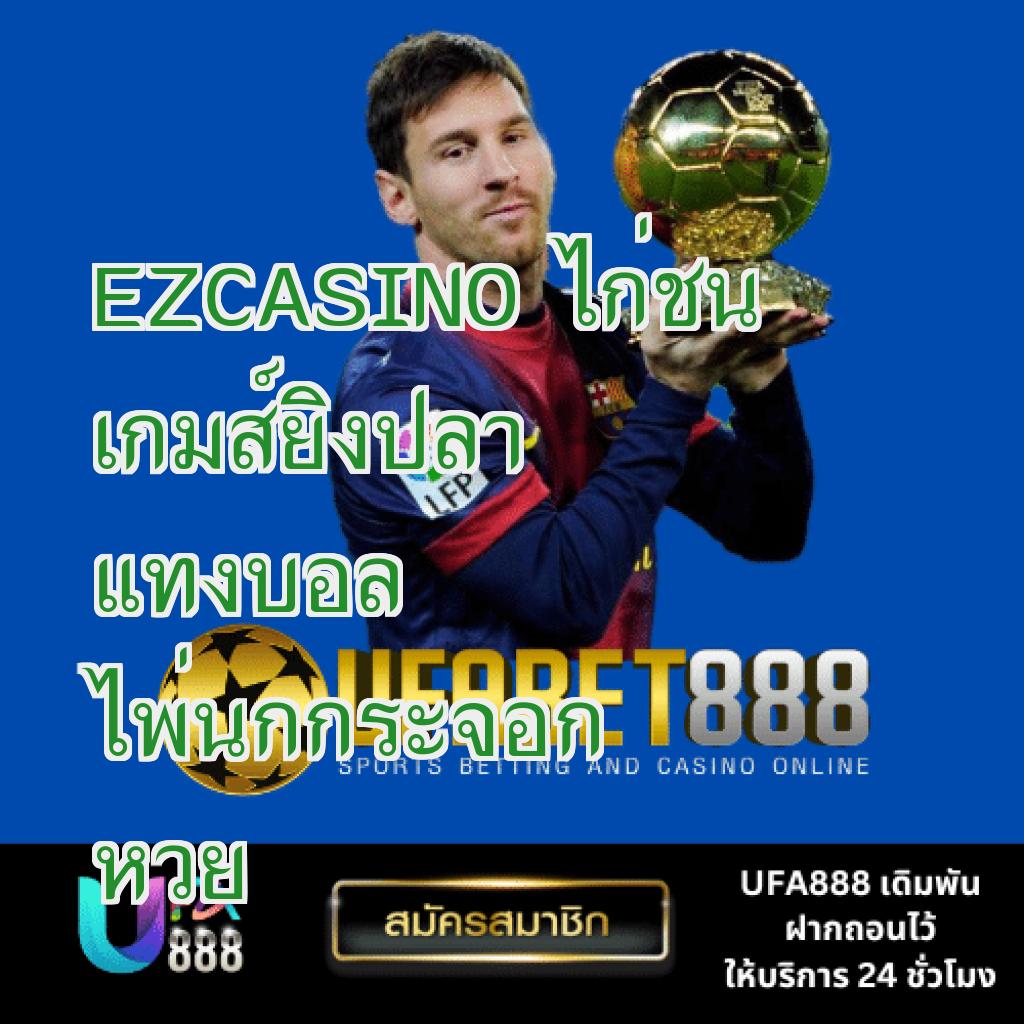 EZCASINO ไก่ชน
เกมส์ยิงปลา
LFP
แทงบอล
UFABET888
ไพ่นกกระจอก
SPORTS BETTING AND CASINO ONLINE
หวย
UFA
888
สมัครสมาชิก
UFA888 เดิมพัน
ฝากถอนไว้
ให้บริการ 24 ชั่วโมง